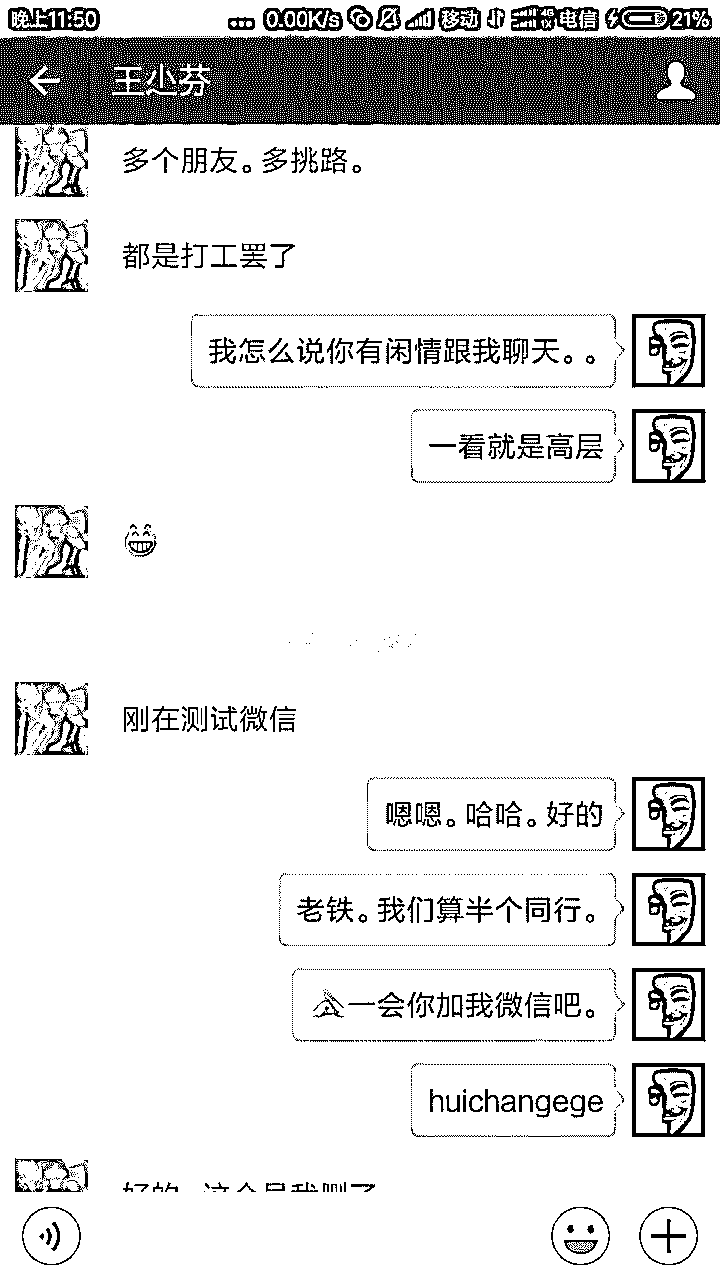 晚上11:50
... 0.00K/s 移动 电信 21%
王小芬
多个朋友。多挑路。
都是打工罢了
我怎么说你有闲情跟我聊天。。
一看就是高层
刚在测试微信
嗯嗯。哈哈。好的
老铁。我们算半个同行。
一会你加我微信吧。
huichangege